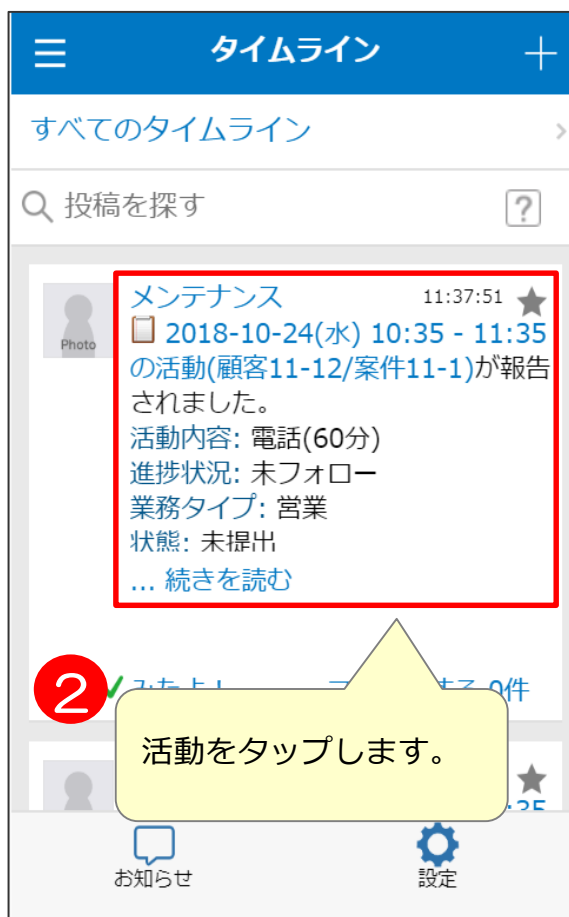 タイムライン
すべてのタイムライン
投稿を探す
?
Photo
メンテナンス 11:37:51
2018-10-24(水) 10:35 - 11:35
の活動(顧客11-12/案件11-1)が報告
されました。
活動内容: 電話(60分)
進捗状況: 未フォロー
業務タイプ: 営業
状態: 未提出
... 続きを読む
2
0件
活動をタップします。
お知らせ
設定